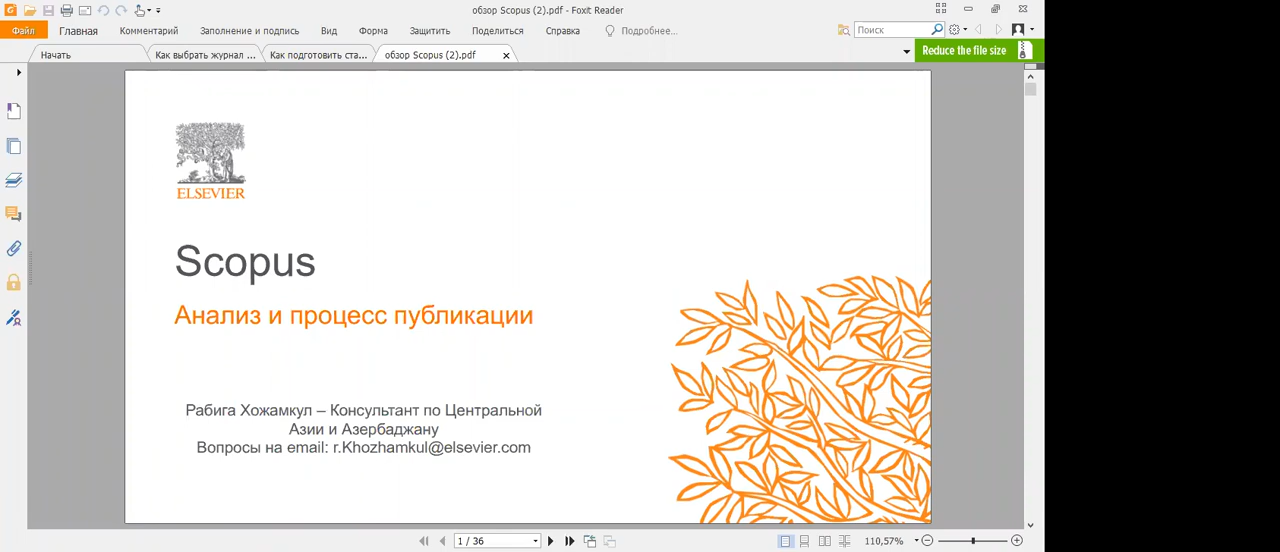 обзор Scopus (2).pdf - Foxit Reader
Файл Главная Комментарий Заполнение и подпись Вид Форма Защитить Поделиться Справка Подробнее... Поиск
Начать Как выбрать журнал ... Как подготовить ста... обзор Scopus (2).pdf Reduce the file size
ELSEVIER
Scopus
Анализ и процесс публикации
Рабига Хожамкул – Консультант по Центральной
Азии и Азербаджану
Вопросы на email: r.Khozhamkul@elsevier.com
1 / 36 110,57%